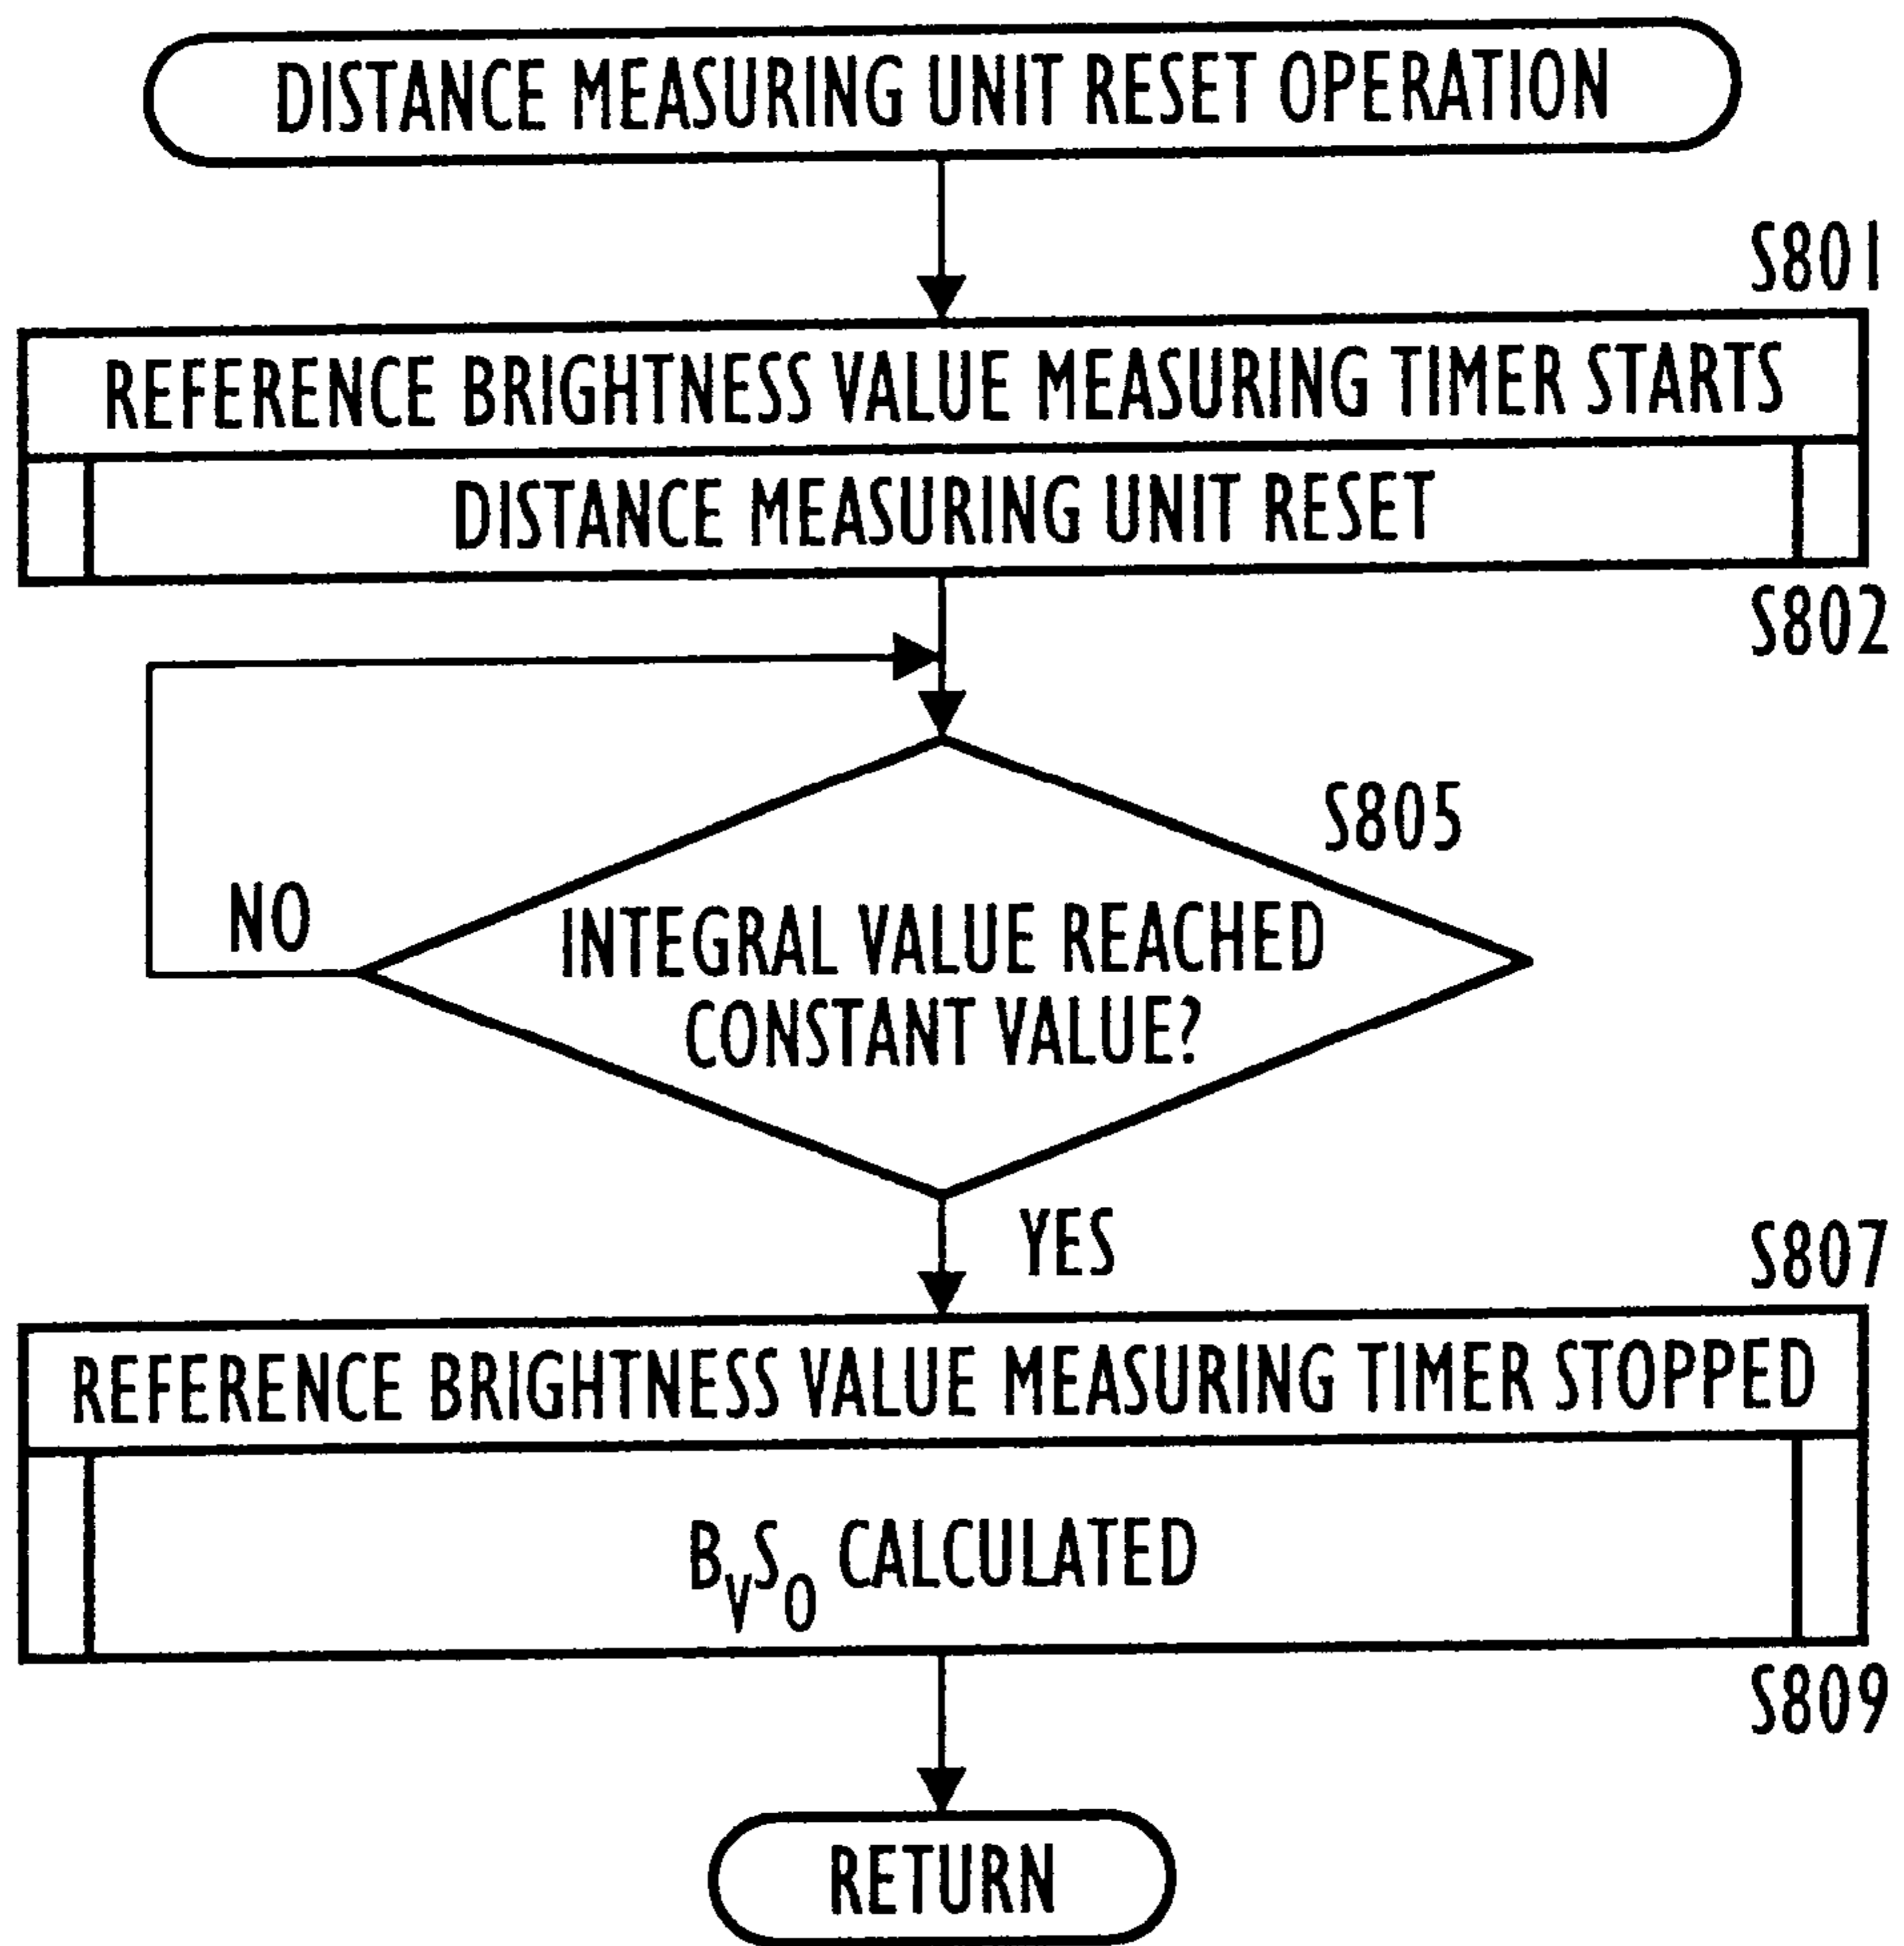 DISTANCE MEASURING UNIT RESET OPERATION
S801
REFERENCE BRIGHTNESS VALUE MEASURING TIMER STARTS
DISTANCE MEASURING UNIT RESET
S802
S805
NO
INTEGRAL VALUE REACHED
CONSTANT VALUE?
YES
S807
REFERENCE BRIGHTNESS VALUE MEASURING TIMER STOPPED
BVS0 CALCULATED
S809
RETURN